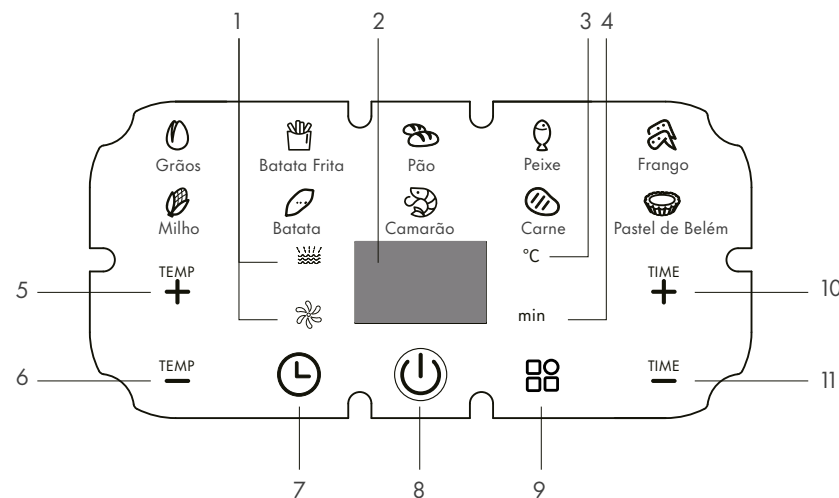 1 2 3 4
Grãos Batata Frita Pão Peixe Frango
Milho Batata Camarão Carne Pastel de Belém
°C
TEMP TIME
5 10
min
TEMP TIME
6 11
7 8 9